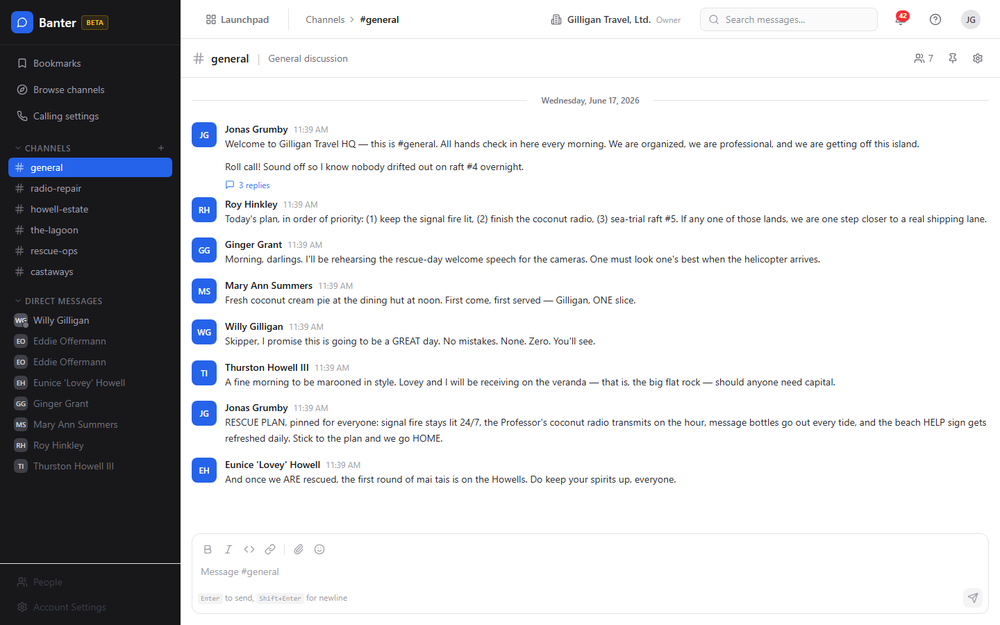 Banter BETA
Bookmarks
Browse channels
Calling settings
CHANNELS
general
radio-repair
howell-estate
the-lagoon
rescue-ops
castaways
DIRECT MESSAGES
WG Willy Gilligan
EO Eddie Offermann
EO Eddie Offermann
EH Eunice 'Lovey' Howell
GG Ginger Grant
MS Mary Ann Summers
RH Roy Hinkley
TI Thurston Howell III
People
Account Settings
Launchpad
Channels > #general
Gilligan Travel, Ltd. Owner
Search messages...
42
JG
# general | General discussion
7
Wednesday, June 17, 2026
JG
Jonas Grumby 11:39 AM
Welcome to Gilligan Travel HQ — this is #general. All hands check in here every morning. We are organized, we are professional, and we are getting off this island.
Roll call! Sound off so I know nobody drifted out on raft #4 overnight.
3 replies
RH
Roy Hinkley 11:39 AM
Today's plan, in order of priority: (1) keep the signal fire lit, (2) finish the coconut radio, (3) sea-trial raft #5. If any one of those lands, we are one step closer to a real shipping lane.
GG
Ginger Grant 11:39 AM
Morning, darlings. I'll be rehearsing the rescue-day welcome speech for the cameras. One must look one's best when the helicopter arrives.
MS
Mary Ann Summers 11:39 AM
Fresh coconut cream pie at the dining hut at noon. First come, first served — Gilligan, ONE slice.
WG
Willy Gilligan 11:39 AM
Skipper, I promise this is going to be a GREAT day. No mistakes. None. Zero. You'll see.
TI
Thurston Howell III 11:39 AM
A fine morning to be marooned in style. Lovey and I will be receiving on the veranda — that is, the big flat rock — should anyone need capital.
JG
Jonas Grumby 11:39 AM
RESCUE PLAN, pinned for everyone: signal fire stays lit 24/7, the Professor's coconut radio transmits on the hour, message bottles go out every tide, and the beach HELP sign gets
refreshed daily. Stick to the plan and we go HOME.
EH
Eunice 'Lovey' Howell 11:39 AM
And once we ARE rescued, the first round of mai tais is on the Howells. Do keep your spirits up, everyone.
Message #general
Enter to send, Shift+Enter for newline